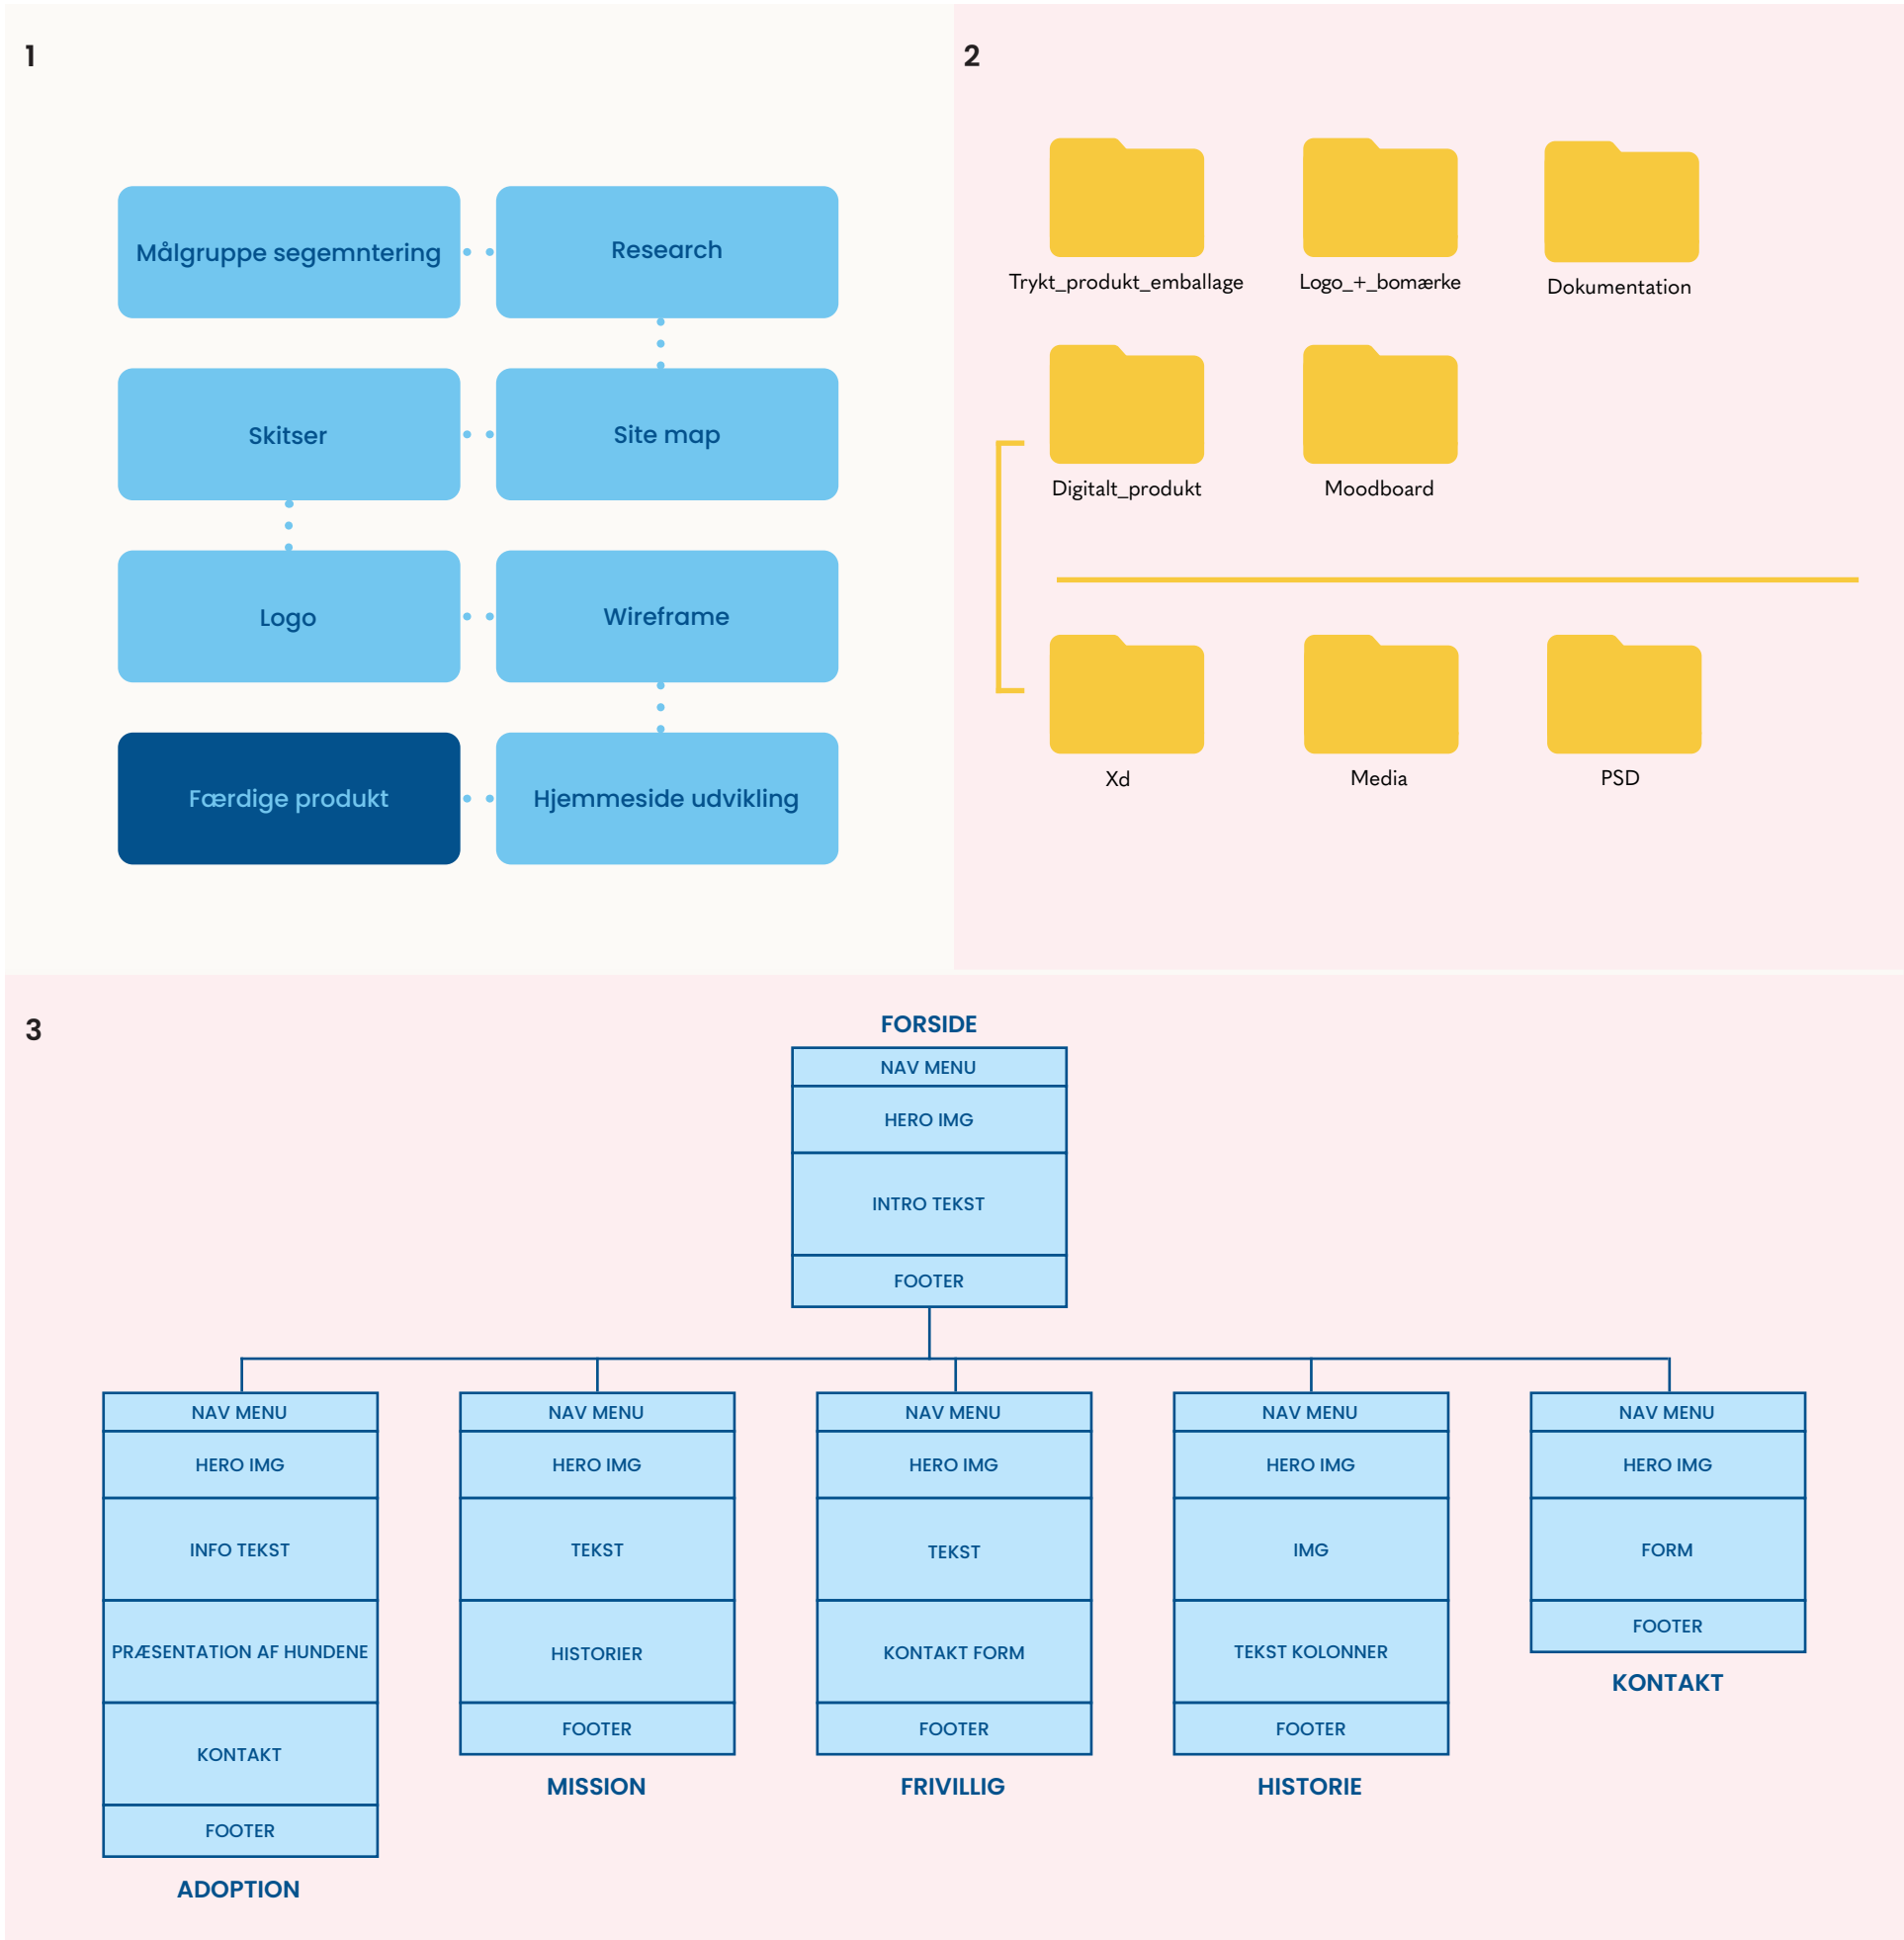 1
Målgruppe segemntering
Research
Skitser
Site map
Logo
Wireframe
Færdige produkt
Hjemmeside udvikling
2
Trykt_produkt_emballage
Logo_+_bomærke
Dokumentation
Digitalt_produkt
Moodboard
Xd
Media
PSD
3
FORSIDE
NAV MENU
HERO IMG
INTRO TEKST
FOOTER
NAV MENU
HERO IMG
INFO TEKST
PRÆSENTATION AF HUNDENE
KONTAKT
FOOTER
ADOPTION
NAV MENU
HERO IMG
TEKST
HISTORIER
FOOTER
MISSION
NAV MENU
HERO IMG
TEKST
KONTAKT FORM
FOOTER
FRIVILLIG
NAV MENU
HERO IMG
IMG
TEKST KOLONNER
FOOTER
HISTORIE
NAV MENU
HERO IMG
FORM
FOOTER
KONTAKT